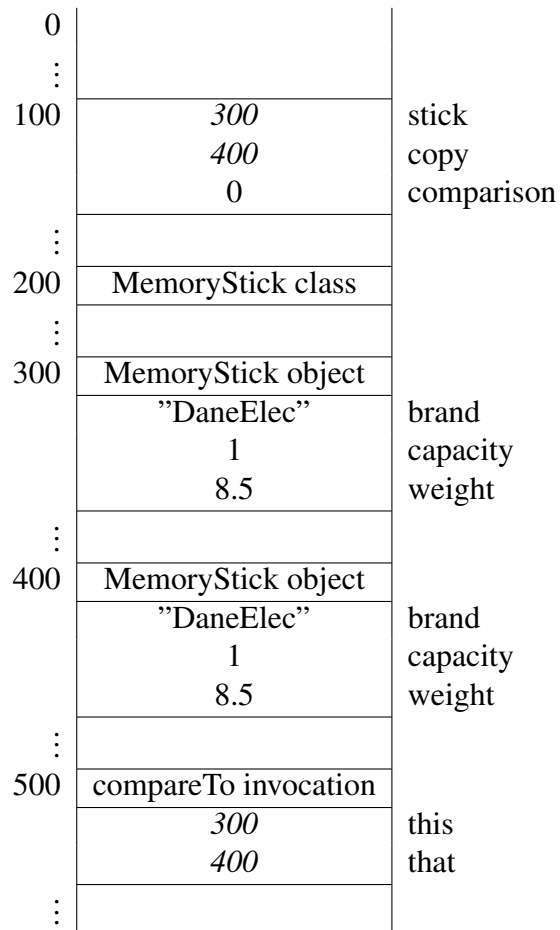 0
⋮
100 300 stick
400 copy
0 comparison
⋮
200 MemoryStick class
⋮
300 MemoryStick object
”DaneElec” brand
1 capacity
8.5 weight
⋮
400 MemoryStick object
”DaneElec” brand
1 capacity
8.5 weight
⋮
500 compareTo invocation
300 this
400 that
⋮